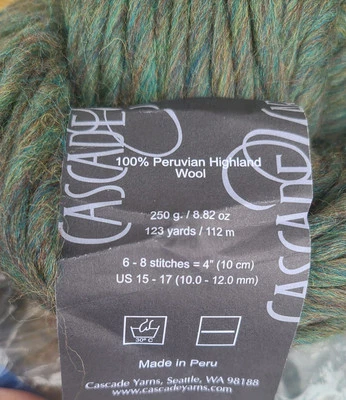 CASCADE
CASCADE
100% Peruvian Highland
Wool
250 g. / 8.82 oz
123 yards / 112 m
6 - 8 stitches = 4" (10 cm)
US 15 - 17 (10.0 - 12.0 mm)
30° C
Made in Peru
Cascade Yarns, Seattle, WA 98188
www.cascadeyarns.com